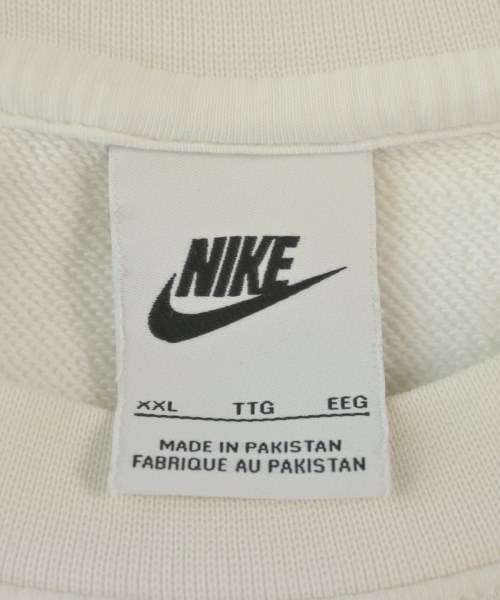 NIKE
XXL TTG EEG
MADE IN PAKISTAN
FABRIQUE AU PAKISTAN